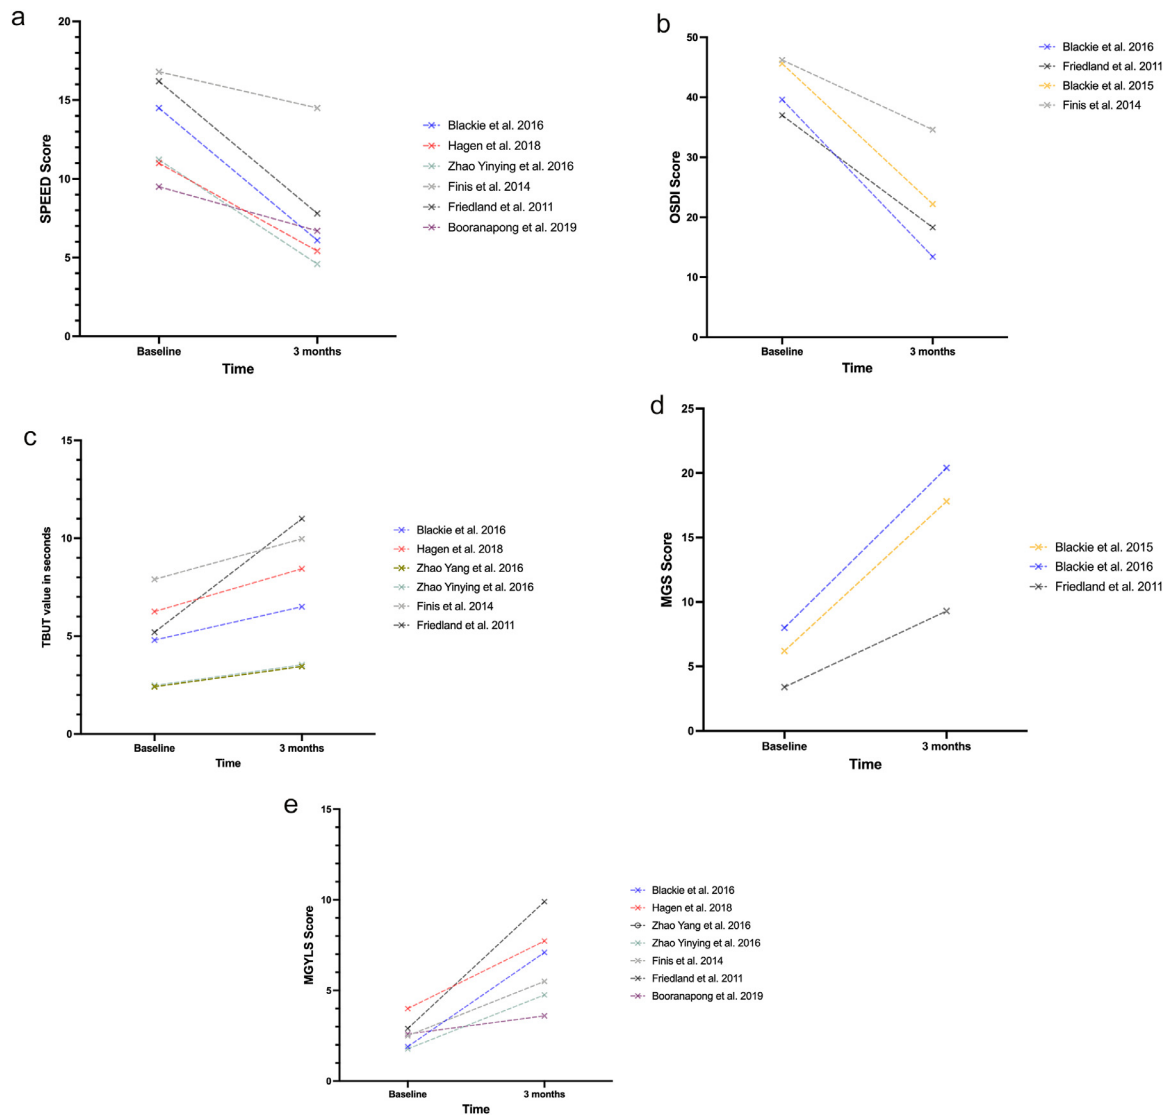 a
SPEED Score
20
15
10
5
0
Baseline
3 months
Time
Blackie et al. 2016
Hagen et al. 2018
Zhao Yinying et al. 2016
Finis et al. 2014
Friedland et al. 2011
Booranapong et al. 2019
b
OSDI Score
50
40
30
20
10
0
Baseline
3 months
Time
Blackie et al. 2016
Friedland et al. 2011
Blackie et al. 2015
Finis et al. 2014
c
TBUT value in seconds
15
10
5
0
Baseline
3 months
Time
Blackie et al. 2016
Hagen et al. 2018
Zhao Yang et al. 2016
Zhao Yinying et al. 2016
Finis et al. 2014
Friedland et al. 2011
d
MGS Score
25
20
15
10
5
0
Baseline
3 months
Time
Blackie et al. 2015
Blackie et al. 2016
Friedland et al. 2011
e
MGYLS Score
15
10
5
0
Baseline
3 months
Time
Blackie et al. 2016
Hagen et al. 2018
Zhao Yang et al. 2016
Zhao Yinying et al. 2016
Finis et al. 2014
Friedland et al. 2011
Booranapong et al. 2019